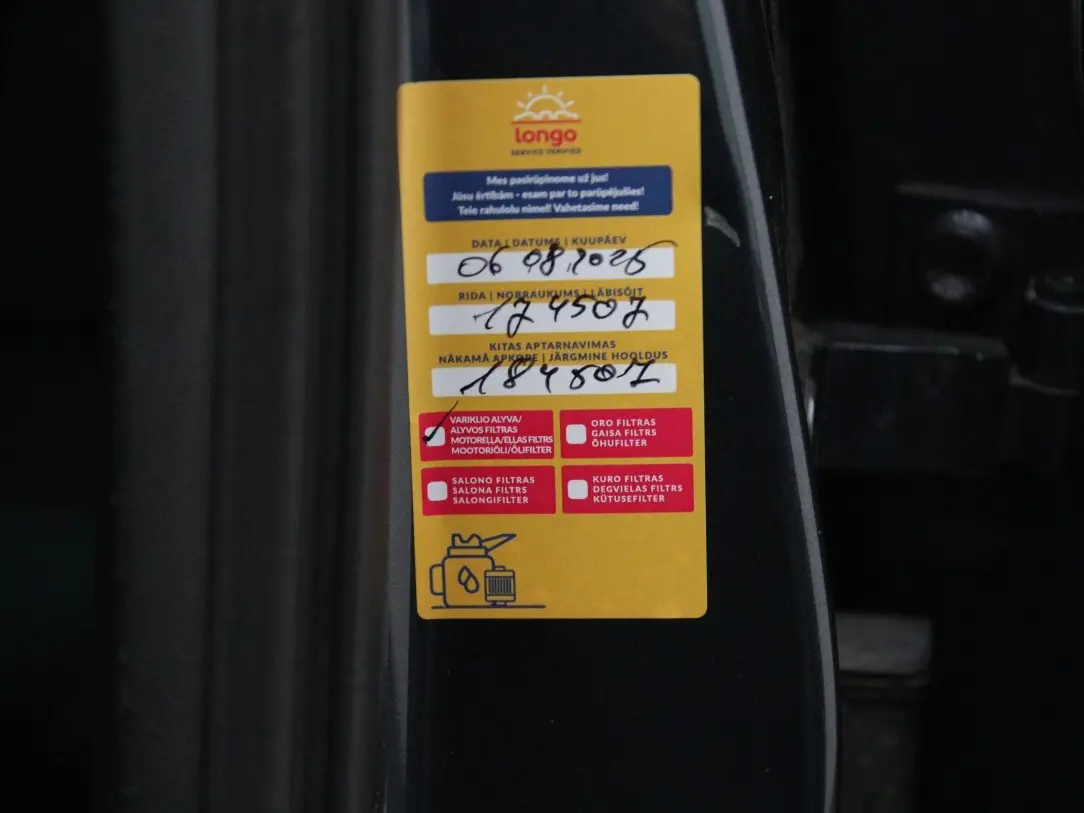 longo
SERVICE VERIFIED
Mes pasirūpinome už jus!
Jūsu ērtībām - esam par to parūpējušies!
Teie rahulolu nimel! Vahetasime need!
DATA | DATUMS | KUUPÄEV
06 08.2026
RIDA | NOBRAUKUMS | LÄBISÕIT
174507
KITAS APTARNAVIMAS
NĀKAMĀ APKOPE | JÄRGMINE HOOLDUS
184507
VARIKLIO ALYVA/
ALYVOS FILTRAS
MOTOREĻĻA/EĻĻAS FILTRS
MOOTORIÕLI/ÕLIFILTER
ORO FILTRAS
GAISA FILTRS
ÕHUFILTER
SALONO FILTRAS
SALONA FILTRS
SALONGIFILTER
KURO FILTRAS
DEGVIELAS FILTRS
KÜTUSEFILTER